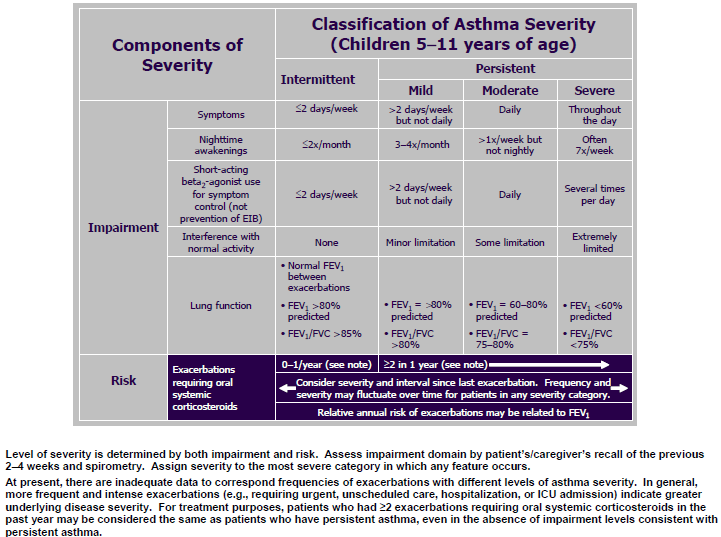 Components of
Severity
Classification of Asthma Severity
(Children 5–11 years of age)
Intermittent
Persistent
Mild
Moderate
Severe
Impairment
Symptoms
≤2 days/week
>2 days/week
but not daily
Daily
Throughout
the day
Nighttime
awakenings
≤2x/month
3–4x/month
>1x/week but
not nightly
Often
7x/week
Short-acting
beta2-agonist use
for symptom
control (not
prevention of EIB)
≤2 days/week
>2 days/week
but not daily
Daily
Several times
per day
Interference with
normal activity
None
Minor limitation
Some limitation
Extremely
limited
Lung function
• Normal FEV1
between
exacerbations
• FEV1 >80%
predicted
• FEV1/FVC >85%
• FEV1 = >80%
predicted
• FEV1/FVC
>80%
• FEV1 = 60–80%
predicted
• FEV1/FVC =
75–80%
• FEV1 <60%
predicted
• FEV1/FVC
<75%
Risk
Exacerbations
requiring oral
systemic
corticosteroids
0–1/year (see note)
≥2 in 1 year (see note)
Consider severity and interval since last exacerbation. Frequency and
severity may fluctuate over time for patients in any severity category.
Relative annual risk of exacerbations may be related to FEV1
Level of severity is determined by both impairment and risk. Assess impairment domain by patient's/caregiver's recall of the previous
2–4 weeks and spirometry. Assign severity to the most severe category in which any feature occurs.
At present, there are inadequate data to correspond frequencies of exacerbations with different levels of asthma severity. In general,
more frequent and intense exacerbations (e.g., requiring urgent, unscheduled care, hospitalization, or ICU admission) indicate greater
underlying disease severity. For treatment purposes, patients who had ≥2 exacerbations requiring oral systemic corticosteroids in the
past year may be considered the same as patients who have persistent asthma, even in the absence of impairment levels consistent with
persistent asthma.